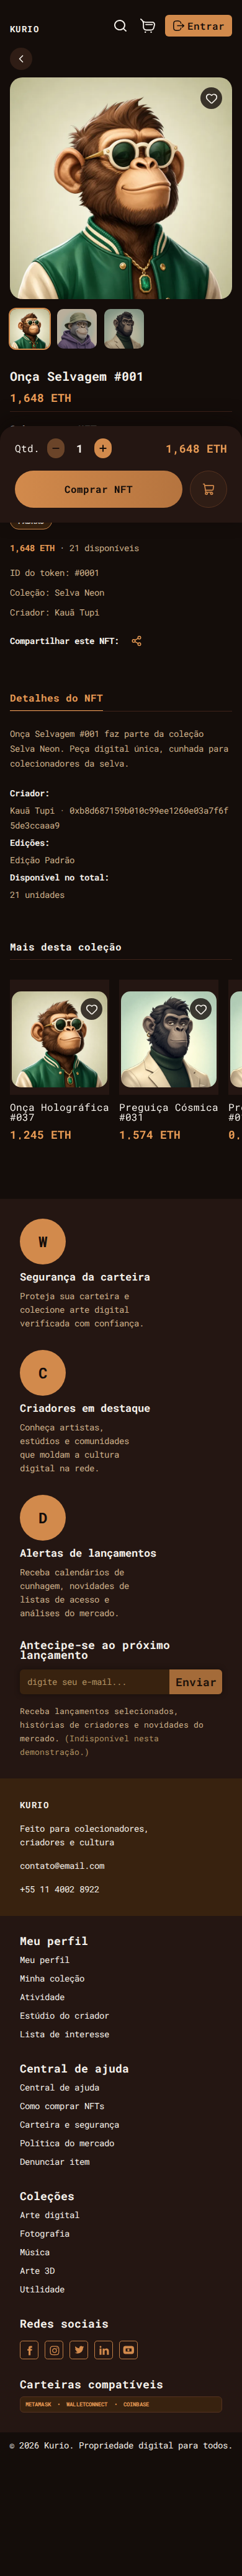 KURIO
Entrar
Onça Selvagem #001
1,648 ETH
Qtd.
1
1,648 ETH
Comprar NFT
1,648 ETH · 21 disponíveis
ID do token: #0001
Coleção: Selva Neon
Criador: Kauã Tupi
Compartilhar este NFT:
Detalhes do NFT
Onça Selvagem #001 faz parte da coleção
Selva Neon. Peça digital única, cunhada para
colecionadores da selva.
Criador:
Kauã Tupi · 0xb8d687159b010c99ee1260e03a7f6f
5de3ccaaa9
Edições:
Edição Padrão
Disponível no total:
21 unidades
Mais desta coleção
Onça Holográfica
#037
1.245 ETH
Preguiça Cósmica
#031
1.574 ETH
Pr
#0
0.
W
Segurança da carteira
Proteja sua carteira e
colecione arte digital
verificada com confiança.
C
Criadores em destaque
Conheça artistas,
estúdios e comunidades
que moldam a cultura
digital na rede.
D
Alertas de lançamentos
Receba calendários de
cunhagem, novidades de
listas de acesso e
análises do mercado.
Antecipe-se ao próximo
lançamento
digite seu e-mail...
Enviar
Receba lançamentos selecionados,
histórias de criadores e novidades do
mercado. (Indisponível nesta
demonstração.)
KURIO
Feito para colecionadores,
criadores e cultura
contato@email.com
+55 11 4002 8922
Meu perfil
Meu perfil
Minha coleção
Atividade
Estúdio do criador
Lista de interesse
Central de ajuda
Central de ajuda
Como comprar NFTs
Carteira e segurança
Política do mercado
Denunciar item
Coleções
Arte digital
Fotografia
Música
Arte 3D
Utilidade
Redes sociais
Carteiras compatíveis
METAMASK • WALLETCONNECT • COINBASE
© 2026 Kurio. Propriedade digital para todos.